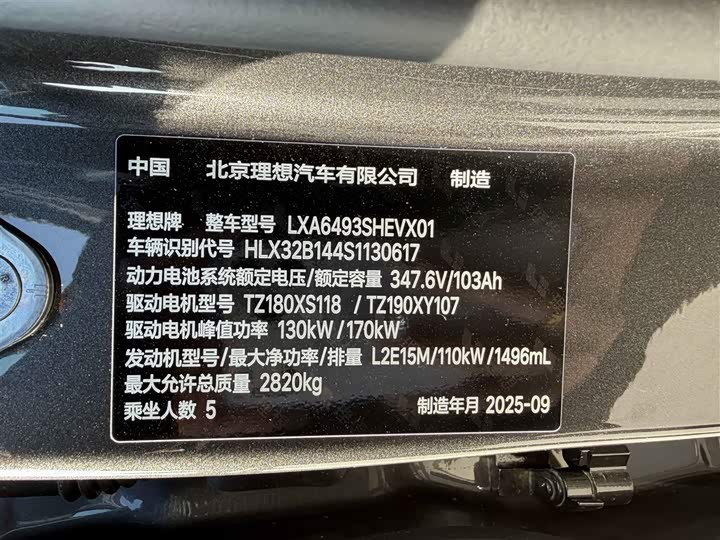 中国 北京理想汽车有限公司 制造
理想牌 整车型号 LXA6493SHEVX01
车辆识别代号 HLX32B144S1130617
动力电池系统额定电压/额定容量 347.6V/103Ah
驱动电机型号 TZ180XS118 /TZ190XY107
驱动电机峰值功率 130kW/170kW
发动机型号/最大净功率/排量 L2E15M/110kW/1496mL
最大允许总质量 2820kg
乘坐人数 5 制造年月 2025-09